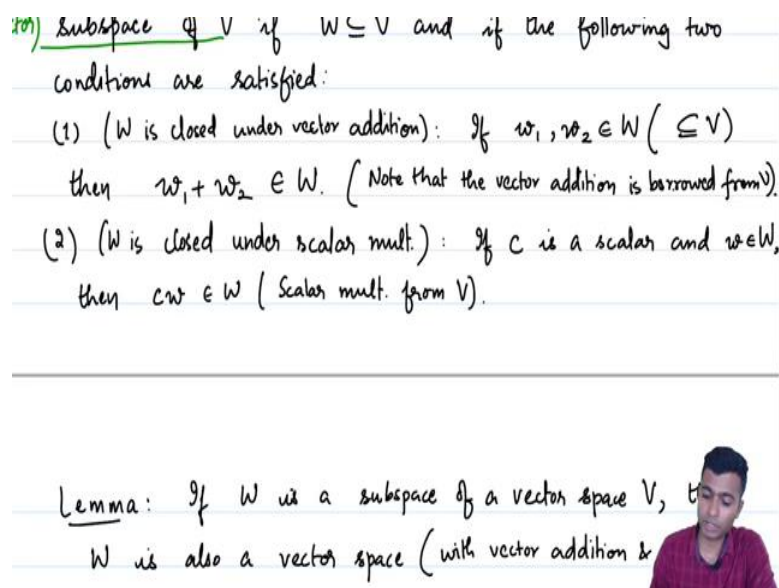 subspace of V if W ⊆ V and if the following two
conditions are satisfied:
(1) (W is closed under vector addition): If w₁, w₂ ∈ W (⊆ V)
then w₁ + w₂ ∈ W. (Note that the vector addition is borrowed from V).
(2) (W is closed under scalar mult.): If c is a scalar and w ∈ W,
then cw ∈ W (Scalar mult. from V).
Lemma: If W is a subspace of a vector space V,
W is also a vector space (with vector addition &